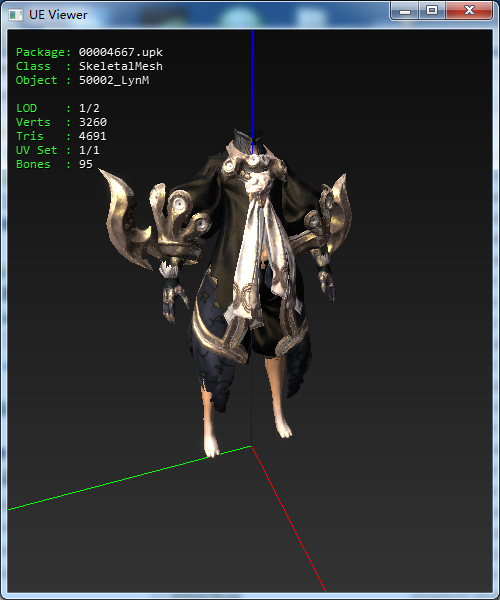 UE Viewer
Package: 00004667.upk
Class : SkeletalMesh
Object : 50002_LynM
LOD : 1/2
Verts : 3260
Tris : 4691
UV Set : 1/1
Bones : 95